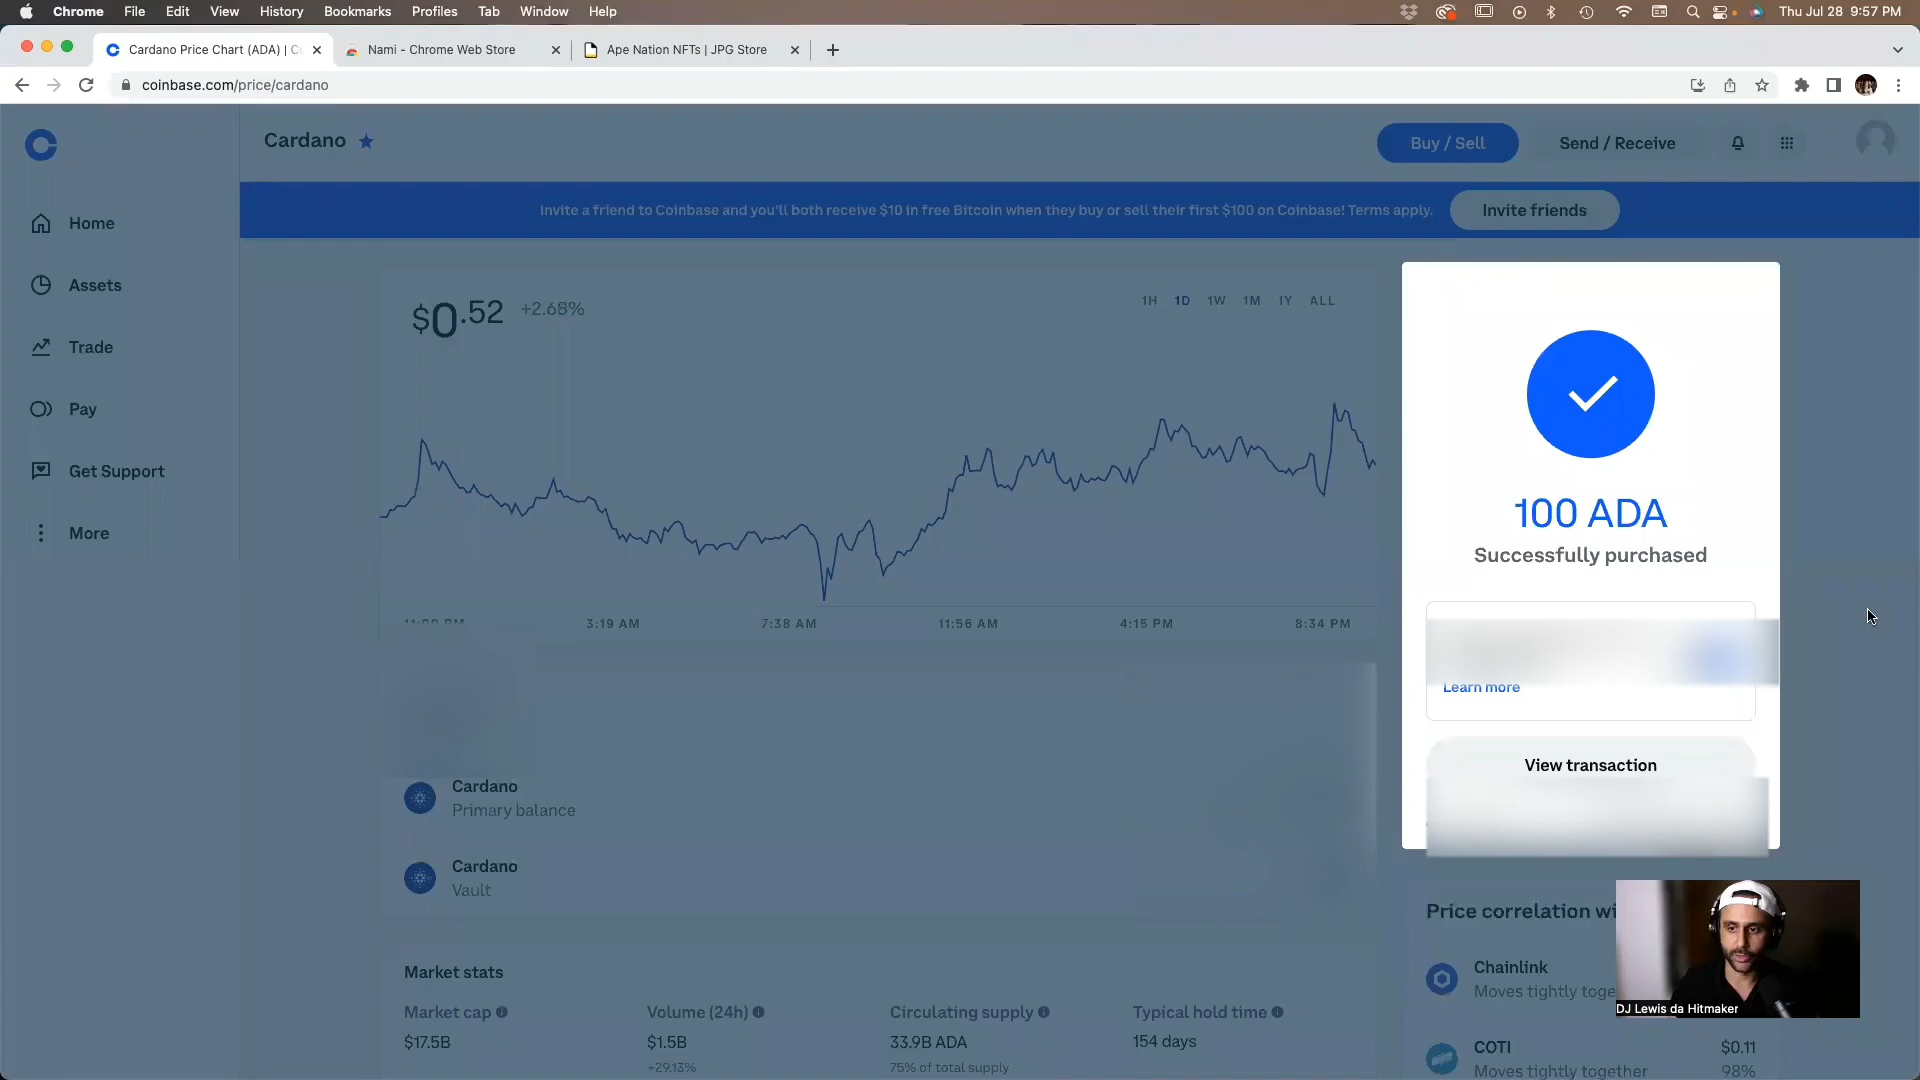 Chrome File Edit View History Bookmarks Profiles Tab Window Help Thu Jul 28 9:57 PM
Cardano Price Chart (ADA) | C Nami - Chrome Web Store Ape Nation NFTs | JPG Store
coinbase.com/price/cardano
Cardano Buy / Sell Send / Receive
Invite a friend to Coinbase and you'll both receive $10 in free Bitcoin when they buy or sell their first $100 on Coinbase! Terms apply. Invite friends
Home
Assets
Trade
Pay
Get Support
More
$0.52 +2.68% 1H 1D 1W 1M 1Y ALL
3:19 AM 7:38 AM 11:56 AM 4:15 PM 8:34 PM
100 ADA
Successfully purchased
Learn more
View transaction
Cardano
Primary balance
Cardano
Vault
Market stats
Market cap Volume (24h) Circulating supply Typical hold time
$17.5B $1.5B 33.9B ADA 154 days
+29.13% 75% of total supply
Price correlation
Chainlink
Moves tightly
DJ Lewis da Hitmaker
COTI $0.11
Moves tightly together 98%